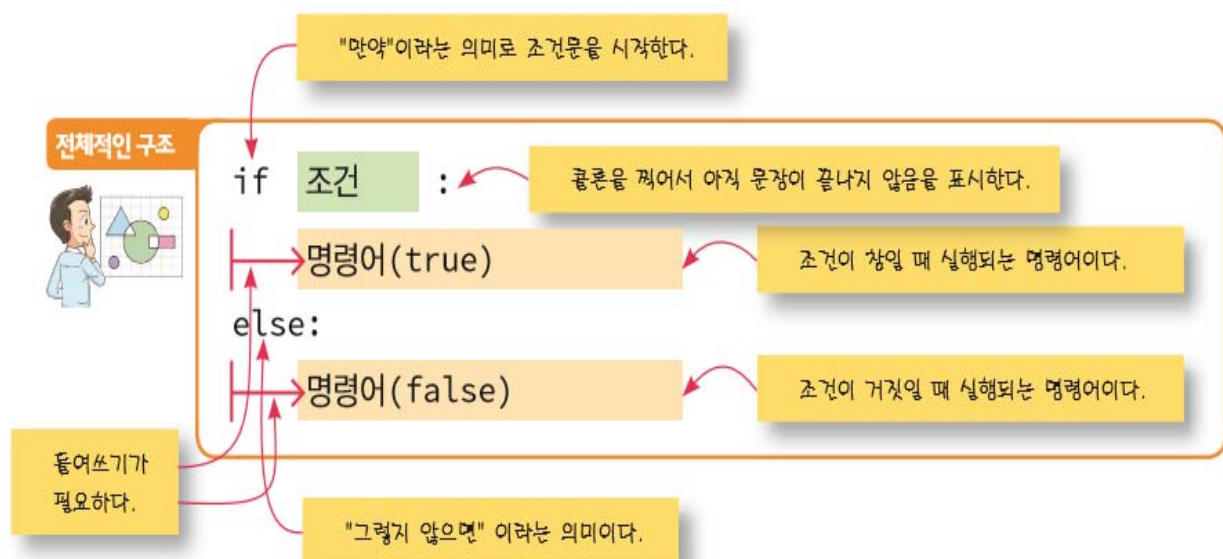 "만약"이라는 의미로 조건문을 시작한다.
전체적인 구조
if 조건 :
콜론을 찍어서 아직 문장이 끝나지 않음을 표시한다.
명령어(true)
조건이 참일 때 실행되는 명령어이다.
else:
명령어(false)
조건이 거짓일 때 실행되는 명령어이다.
들여쓰기가
필요하다.
"그렇지 않으면" 이라는 의미이다.